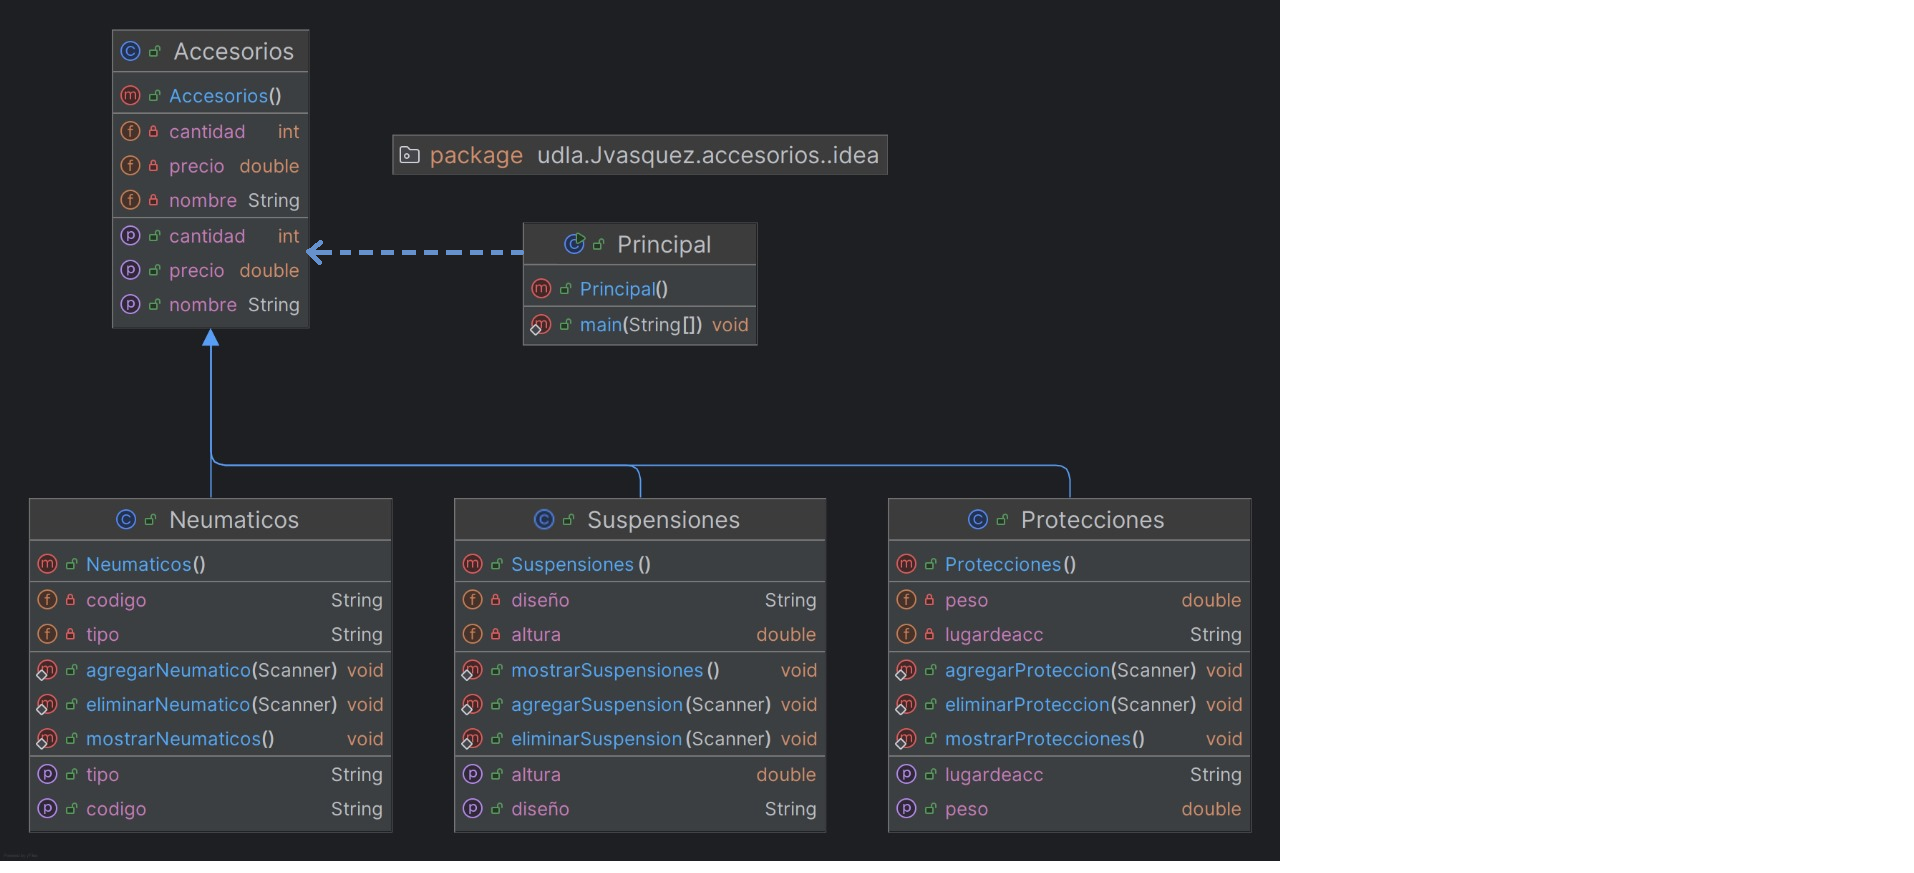 Accesorios
Accesorios()
cantidad int
precio double
nombre String
cantidad int
precio double
nombre String
package udla.Jvasquez.accesorios..idea
Principal
Principal()
main(String[]) void
Neumaticos
Neumaticos()
codigo String
tipo String
agregarNeumatico(Scanner) void
eliminarNeumatico(Scanner) void
mostrarNeumaticos() void
tipo String
codigo String
Suspensiones
Suspensiones()
diseño String
altura double
mostrarSuspensiones() void
agregarSuspension(Scanner) void
eliminarSuspension(Scanner) void
altura double
diseño String
Protecciones
Protecciones()
peso double
lugardeacc String
agregarProteccion(Scanner) void
eliminarProteccion(Scanner) void
mostrarProtecciones() void
lugardeacc String
peso double